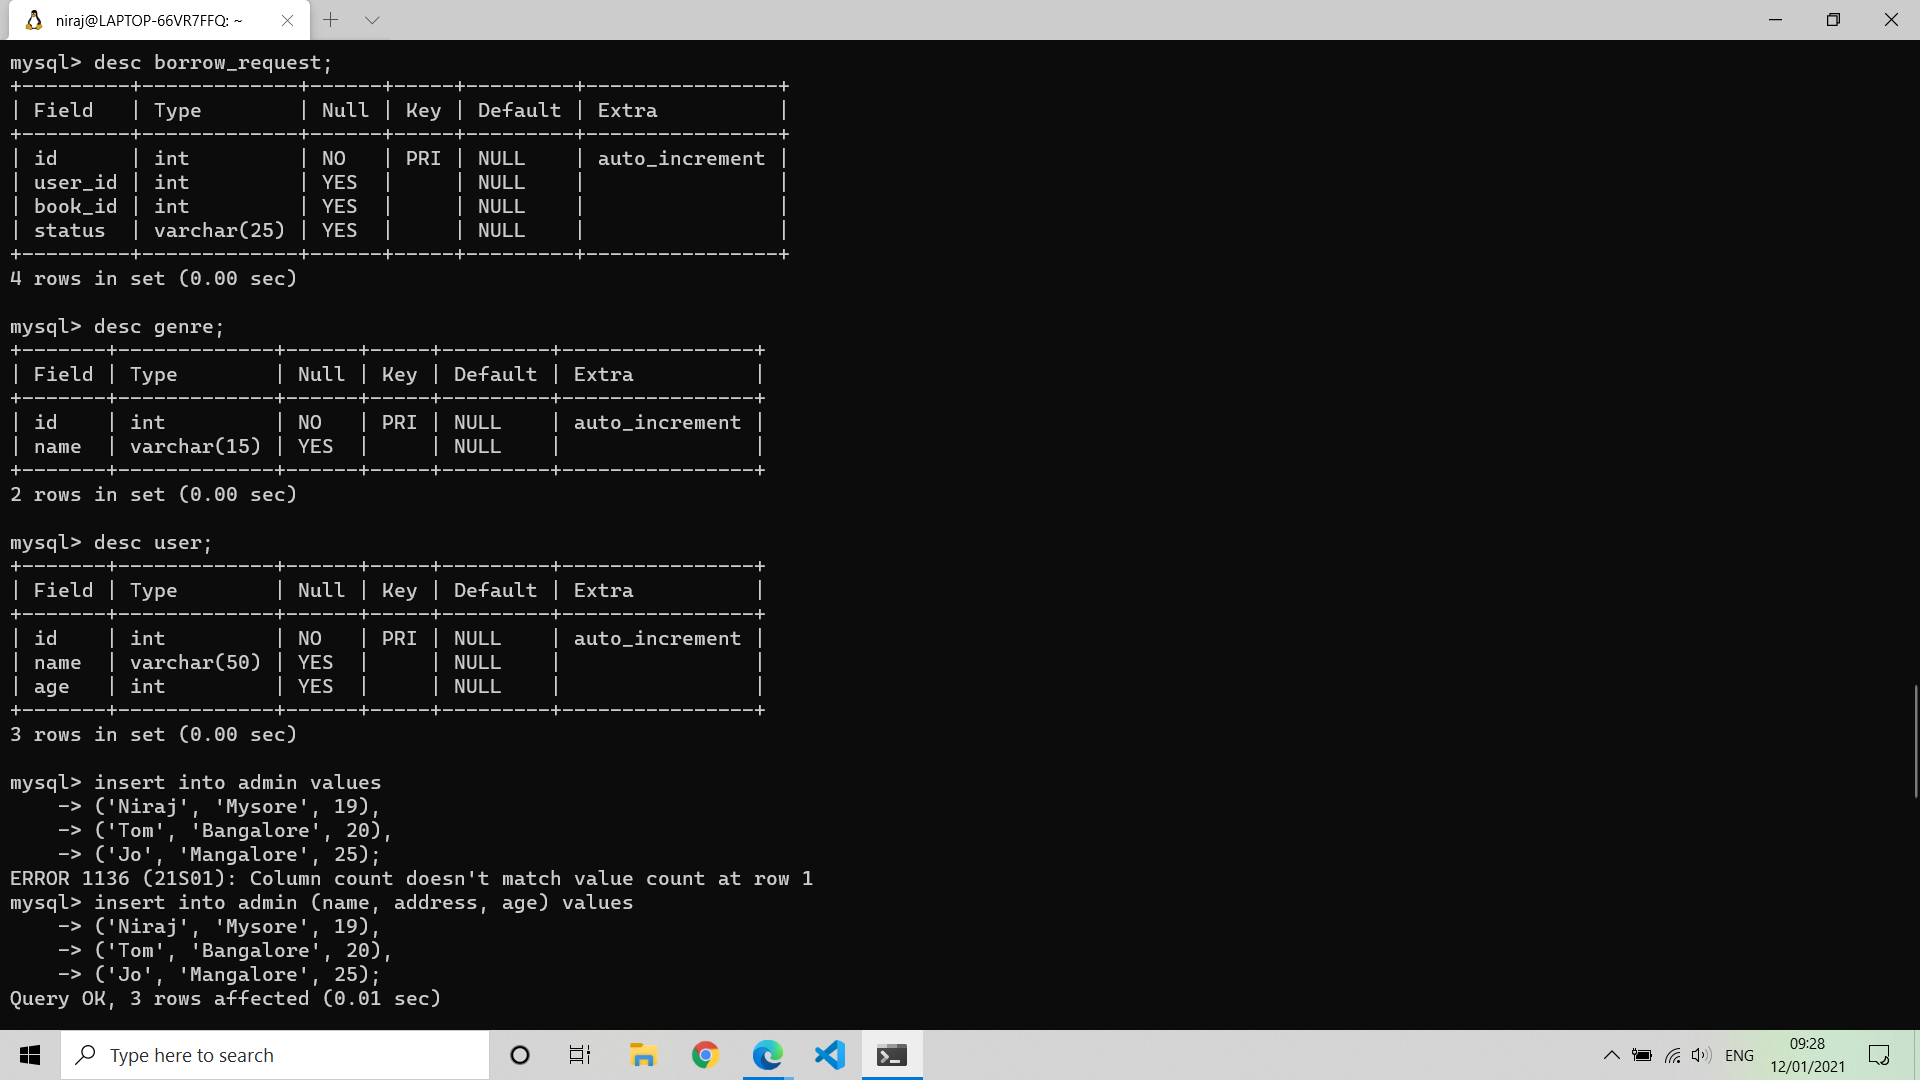 niraj@LAPTOP-66VR7FFQ: ~
mysql> desc borrow_request;
+---------+-------------+------+-----+---------+----------------+
| Field   | Type        | Null | Key | Default | Extra          |
+---------+-------------+------+-----+---------+----------------+
| id      | int         | NO   | PRI | NULL    | auto_increment |
| user_id | int         | YES  |     | NULL    |                |
| book_id | int         | YES  |     | NULL    |                |
| status  | varchar(25) | YES  |     | NULL    |                |
+---------+-------------+------+-----+---------+----------------+
4 rows in set (0.00 sec)
mysql> desc genre;
+-------+-------------+------+-----+---------+----------------+
| Field | Type        | Null | Key | Default | Extra          |
+-------+-------------+------+-----+---------+----------------+
| id    | int         | NO   | PRI | NULL    | auto_increment |
| name  | varchar(15) | YES  |     | NULL    |                |
+-------+-------------+------+-----+---------+----------------+
2 rows in set (0.00 sec)
mysql> desc user;
+-------+-------------+------+-----+---------+----------------+
| Field | Type        | Null | Key | Default | Extra          |
+-------+-------------+------+-----+---------+----------------+
| id    | int         | NO   | PRI | NULL    | auto_increment |
| name  | varchar(50) | YES  |     | NULL    |                |
| age   | int         | YES  |     | NULL    |                |
+-------+-------------+------+-----+---------+----------------+
3 rows in set (0.00 sec)
mysql> insert into admin values
    -> ('Niraj', 'Mysore', 19),
    -> ('Tom', 'Bangalore', 20),
    -> ('Jo', 'Mangalore', 25);
ERROR 1136 (21S01): Column count doesn't match value count at row 1
mysql> insert into admin (name, address, age) values
    -> ('Niraj', 'Mysore', 19),
    -> ('Tom', 'Bangalore', 20),
    -> ('Jo', 'Mangalore', 25);
Query OK, 3 rows affected (0.01 sec)
Type here to search
ENG
09:28
12/01/2021